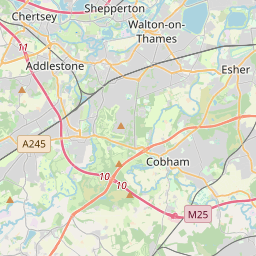 Shepperton
Chertsey
Walton-on-
Thames
11
Addlestone
Esher
A245
Cobham
10
10
M25